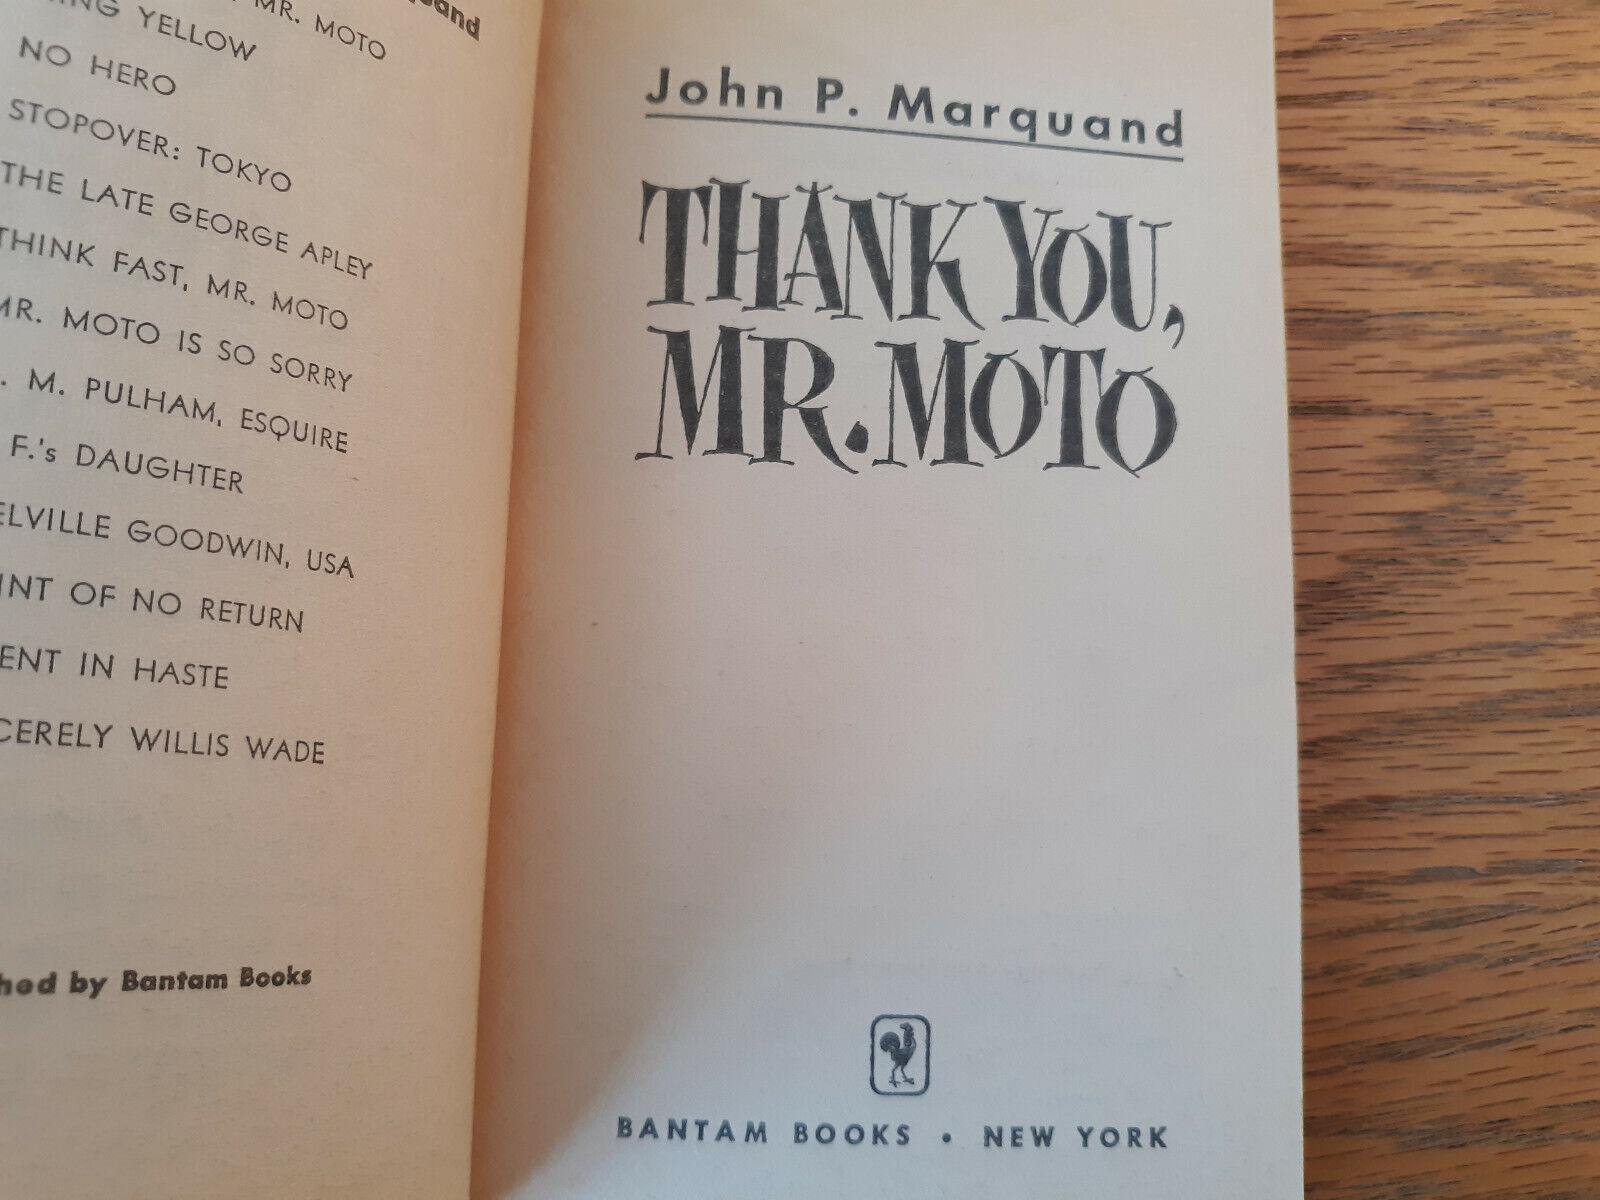 MR. MOTO
YELLOW
NO HERO
STOPOVER: TOKYO
THE LATE GEORGE APLEY
THINK FAST, MR. MOTO
MR. MOTO IS SO SORRY
. M. PULHAM, ESQUIRE
F.'s DAUGHTER
ELVILLE GOODWIN, USA
INT OF NO RETURN
ENT IN HASTE
CERELY WILLIS WADE
hed by Bantam Books
John P. Marquand
THANK YOU,
MR. MOTO
BANTAM BOOKS • NEW YORK